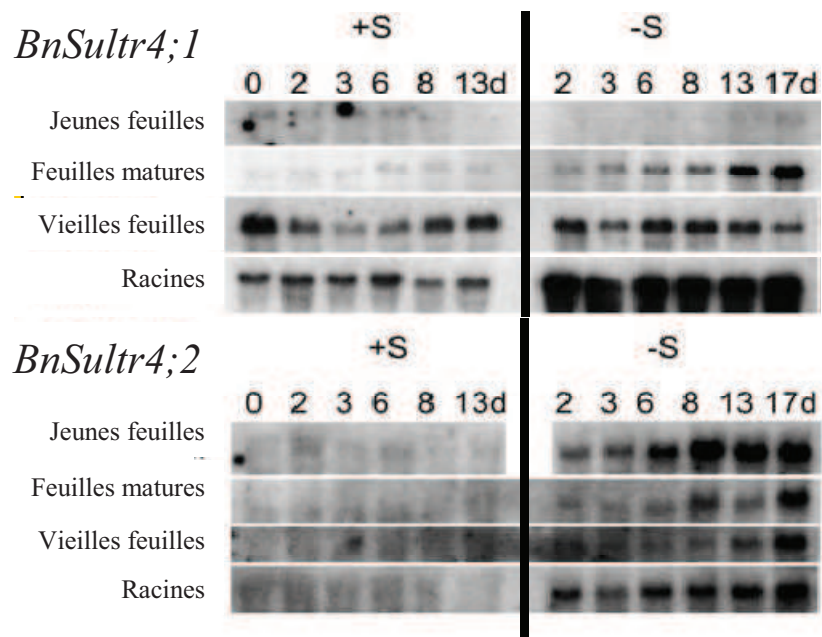 BnSultr4;1
+S
-S
0 2 3 6 8 13d 2 3 6 8 13 17d
Jeunes feuilles
Feuilles matures
Vieilles feuilles
Racines
BnSultr4;2
+S
-S
0 2 3 6 8 13d 2 3 6 8 13 17d
Jeunes feuilles
Feuilles matures
Vieilles feuilles
Racines